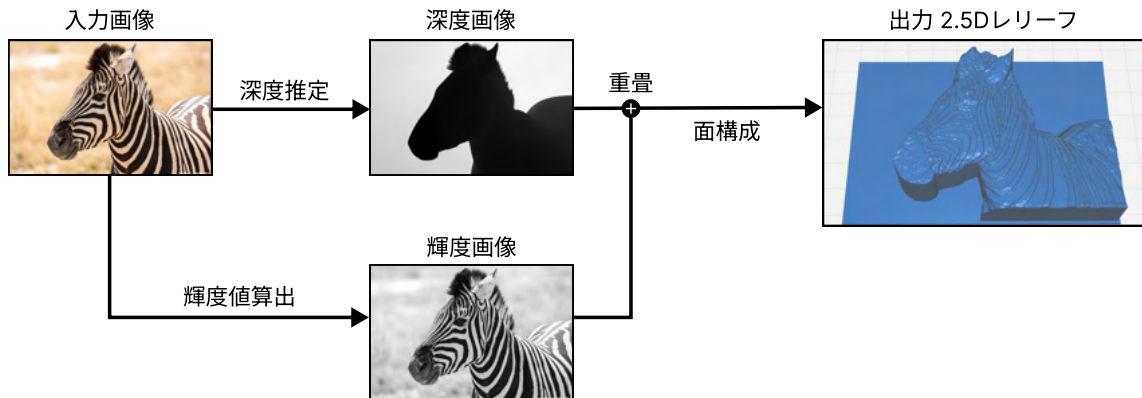 入力画像
深度画像
出力 2.5Dレリーフ
深度推定
重畳
面構成
輝度画像
輝度値算出